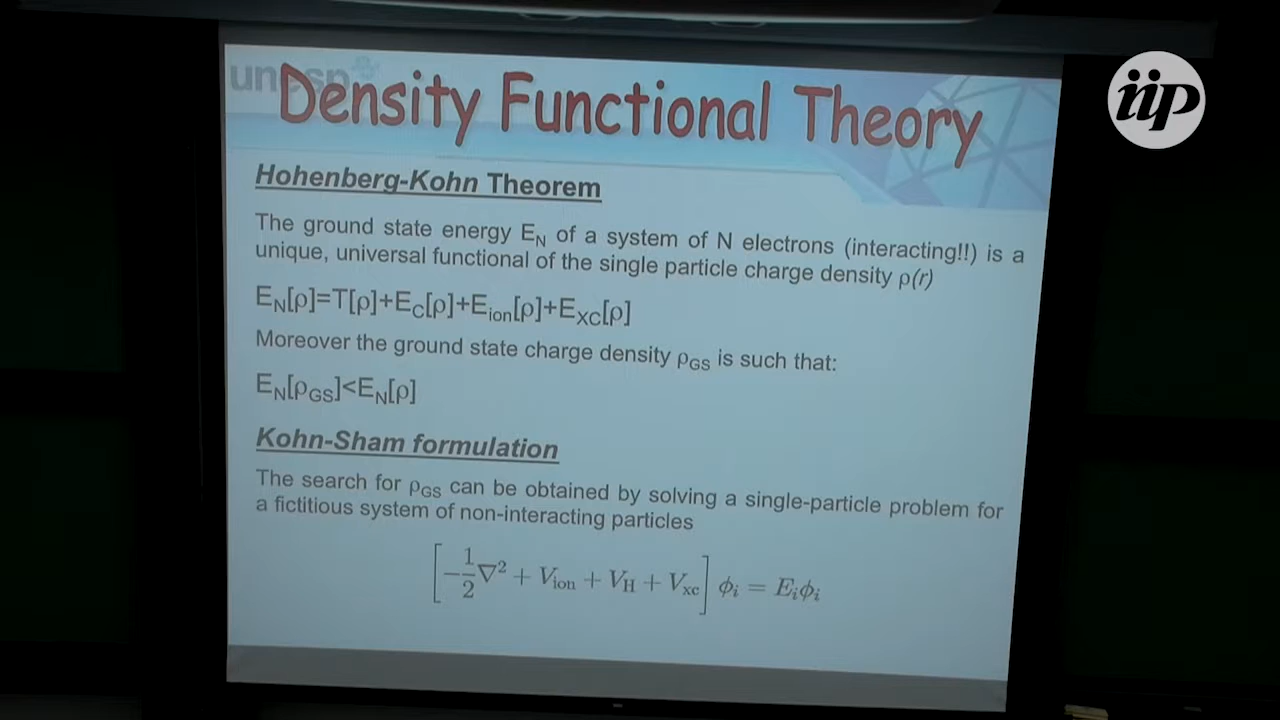 iip
unesp
Density Functional Theory
Hohenberg-Kohn Theorem
The ground state energy E_N of a system of N electrons (interacting!!) is a
unique, universal functional of the single particle charge density ρ(r)
E_N[ρ]=T[ρ]+E_C[ρ]+E_ion[ρ]+E_XC[ρ]
Moreover the ground state charge density ρ_GS is such that:
E_N[ρ_GS]<E_N[ρ]
Kohn-Sham formulation
The search for ρ_GS can be obtained by solving a single-particle problem for
a fictitious system of non-interacting particles
[-1/2 ∇² + V_ion + V_H + V_xc] ϕ_i = E_iϕ_i